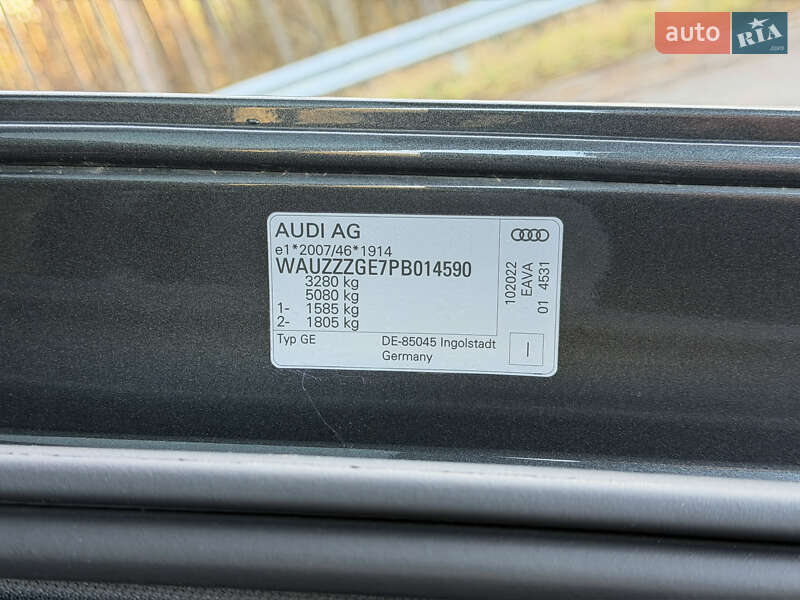 auto RIA
.com
AUDI AG
e1*2007/46*1914
WAUZZZGE7PB014590
3280 kg
5080 kg
1- 1585 kg
2- 1805 kg
Typ GE
DE-85045 Ingolstadt
Germany
102022
EAVA
01 4531
I